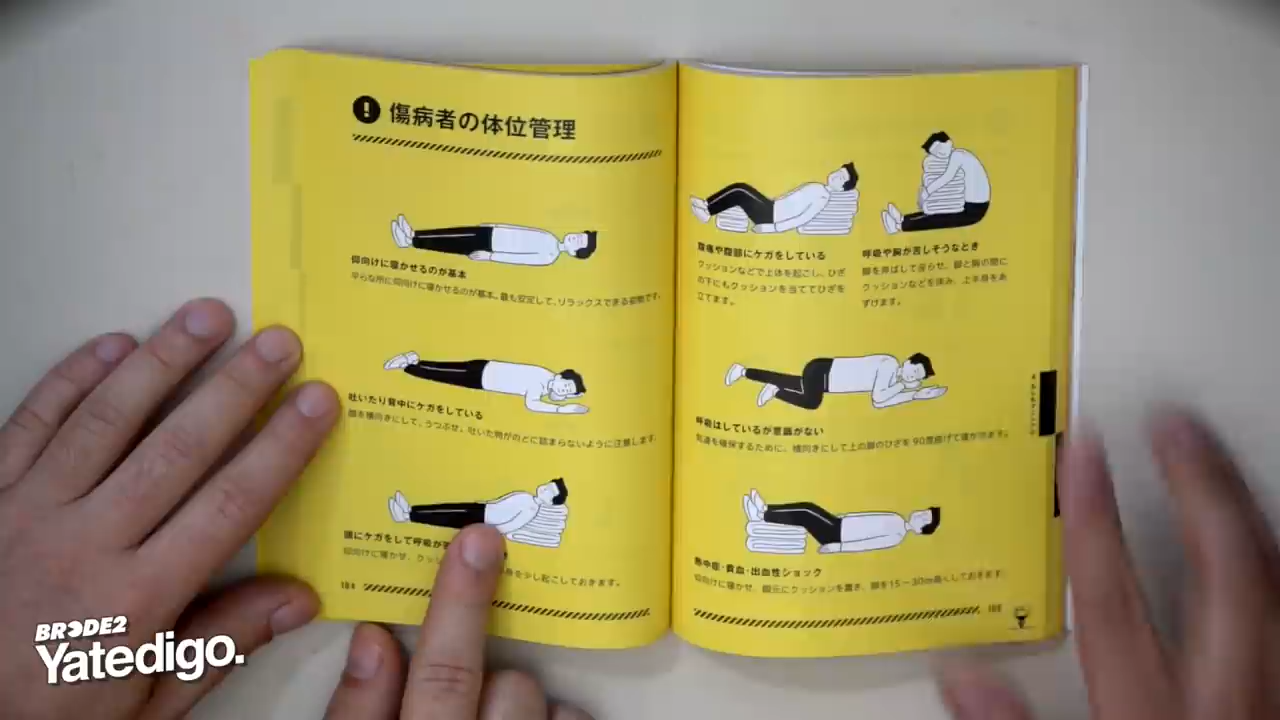 傷病者の体位管理
仰向けに寝かせるのが基本
平らな所に仰向けに寝かせるのが基本。最も安定して、リラックスできる姿勢です。
吐いたり背中にケガをしている
顔を横向きにして、うつぶせ。吐いた物がのどに詰まらないように注意します。
頭にケガをして呼吸が
仰向けに寝かせ、クッシ 身を少し起こしておきます。
184
腹痛や腹部にケガをしている
クッションなどで上体を起こし、ひざ
の下にもクッションを当ててひざを
立てます。
呼吸や胸が苦しそうなとき
脚を伸ばして座らせ、脚と胸の間に
クッションなどを挟み、上半身をあ
ずけます。
呼吸はしているが意識がない
気道を確保するために、横向きにして上の脚のひざを90度曲げて寝かせます。
熱中症・貧血・出血性ショック
仰向けに寝かせ、脚元にクッションを置き、脚を15〜30cm高くしておきます。
185
BRODE2
Yatedigo.